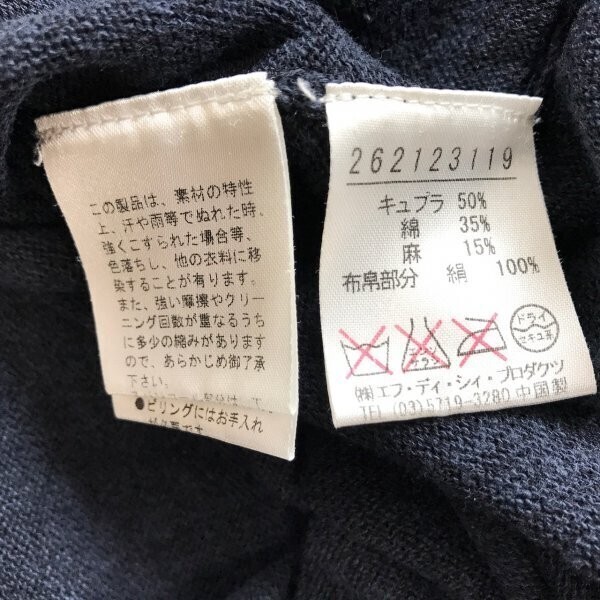 この製品は、素材の特性
上、汗や雨等でぬれた時、
強くこすられた場合等、
色落ちし、他の衣料に移
染することが有ります。
また、強い摩擦やクリー
ニング回数が重なるうち
に多少の縮みがあります
ので、あらかじめ御了承
下さい。
●ピリングにはお手入れ
262123119
キュプラ 50%
綿 35%
麻 15%
布帛部分 絹 100%
エンソ
ドライ
セキユ系
㈱エフ・ディ・シィ・プロダクツ
TEL (03)5719-3280 中国製